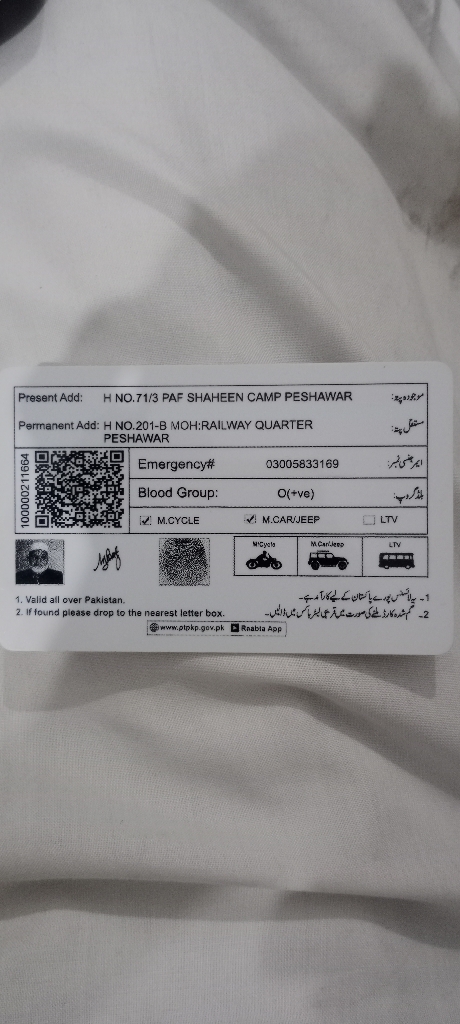 Present Add: H NO.71/3 PAF SHAHEEN CAMP PESHAWAR موجودہ پتہ:
Permanent Add: H NO.201-B MOH:RAILWAY QUARTER PESHAWAR مستقل پتہ:
100000211664
Emergency# 03005833169 ایمرجنسی نمبر:
Blood Group: O(+ve) بلڈ گروپ:
M.CYCLE M.CAR/JEEP LTV
M'Cycle M.Car/Jeep LTV
1. Valid all over Pakistan.
2. If found please drop to the nearest letter box.
1۔ یہ لائسنس پورے پاکستان کے لیے کارآمد ہے۔
2۔ گم شدہ کارڈ ملنے کی صورت میں قریبی لیٹر باکس میں ڈالیں۔
www.ptpkp.gov.pk Raabta App